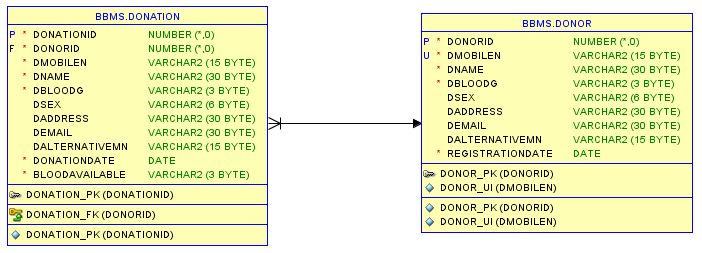 BBMS.DONATION
P * DONATIONID NUMBER (*,0)
F * DONORID NUMBER (*,0)
* DMOBILEN VARCHAR2 (15 BYTE)
* DNAME VARCHAR2 (30 BYTE)
* DBLOODG VARCHAR2 (3 BYTE)
DSEX VARCHAR2 (6 BYTE)
DADDRESS VARCHAR2 (30 BYTE)
DEMAIL VARCHAR2 (30 BYTE)
DALTERNATIVEMN VARCHAR2 (15 BYTE)
* DONATIONDATE DATE
* BLOODAVAILABLE VARCHAR2 (3 BYTE)
DONATION_PK (DONATIONID)
DONATION_FK (DONORID)
DONATION_PK (DONATIONID)
BBMS.DONOR
P * DONORID NUMBER (*,0)
U * DMOBILEN VARCHAR2 (15 BYTE)
* DNAME VARCHAR2 (30 BYTE)
* DBLOODG VARCHAR2 (3 BYTE)
DSEX VARCHAR2 (6 BYTE)
DADDRESS VARCHAR2 (30 BYTE)
DEMAIL VARCHAR2 (30 BYTE)
DALTERNATIVEMN VARCHAR2 (15 BYTE)
* REGISTRATIONDATE DATE
DONOR_PK (DONORID)
DONOR_UI (DMOBILEN)
DONOR_PK (DONORID)
DONOR_UI (DMOBILEN)